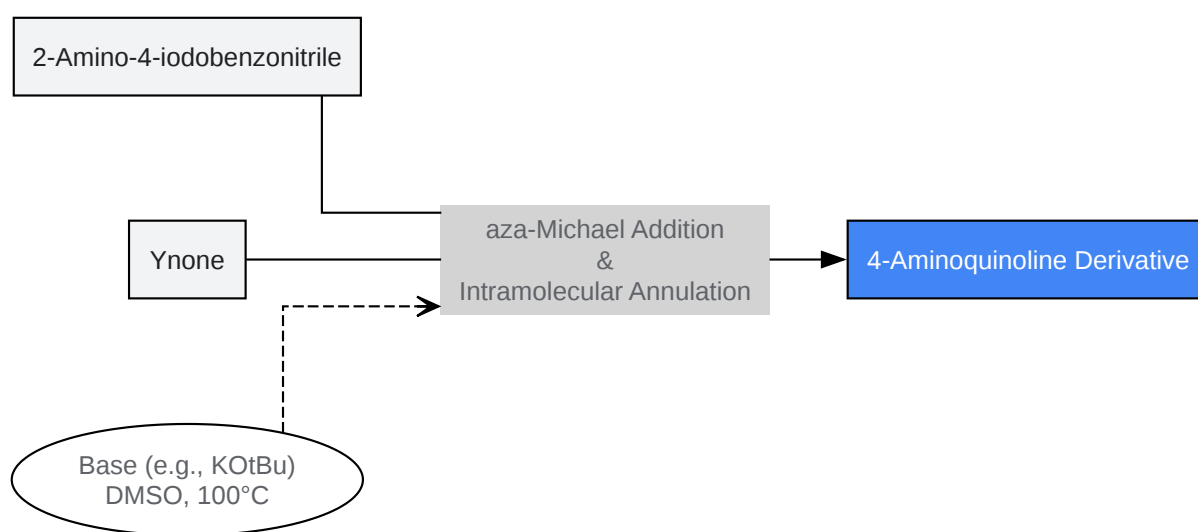 2-Amino-4-iodobenzonitrile
Ynone
aza-Michael Addition
&
Intramolecular Annulation
4-Aminoquinoline Derivative
Base (e.g., KOtBu)
DMSO, 100°C